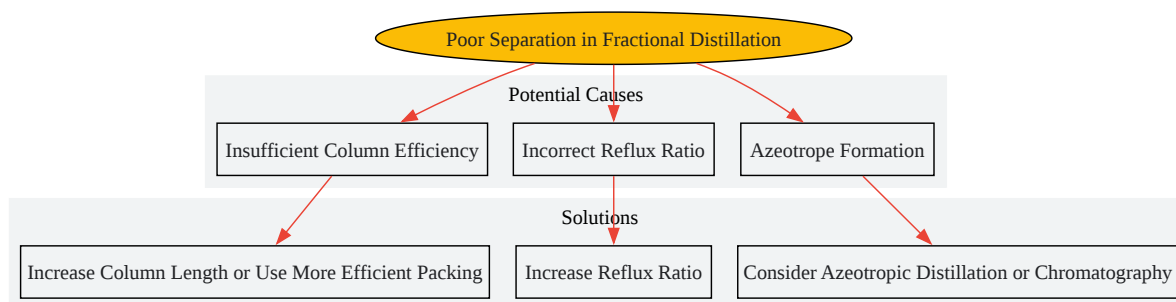 Poor Separation in Fractional Distillation
Potential Causes
Insufficient Column Efficiency
Incorrect Reflux Ratio
Azeotrope Formation
Solutions
Increase Column Length or Use More Efficient Packing
Increase Reflux Ratio
Consider Azeotropic Distillation or Chromatography